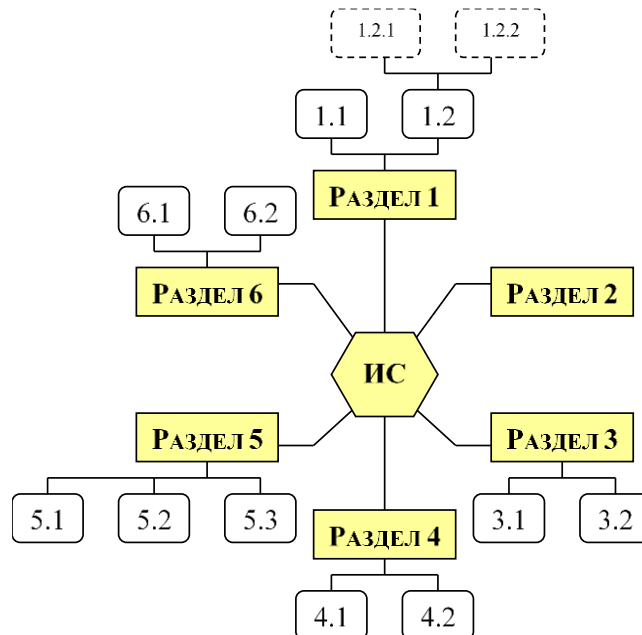 1.2.1
1.2.2
1.1
1.2
РАЗДЕЛ 1
6.1
6.2
РАЗДЕЛ 6
РАЗДЕЛ 2
ИС
РАЗДЕЛ 5
РАЗДЕЛ 3
5.1
5.2
5.3
3.1
3.2
РАЗДЕЛ 4
4.1
4.2